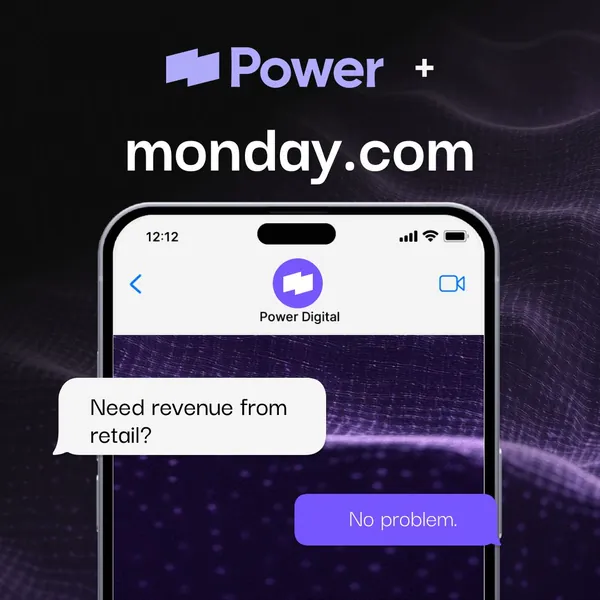 Power +
monday.com
12:12
Power Digital
Need revenue from
retail?
No problem.